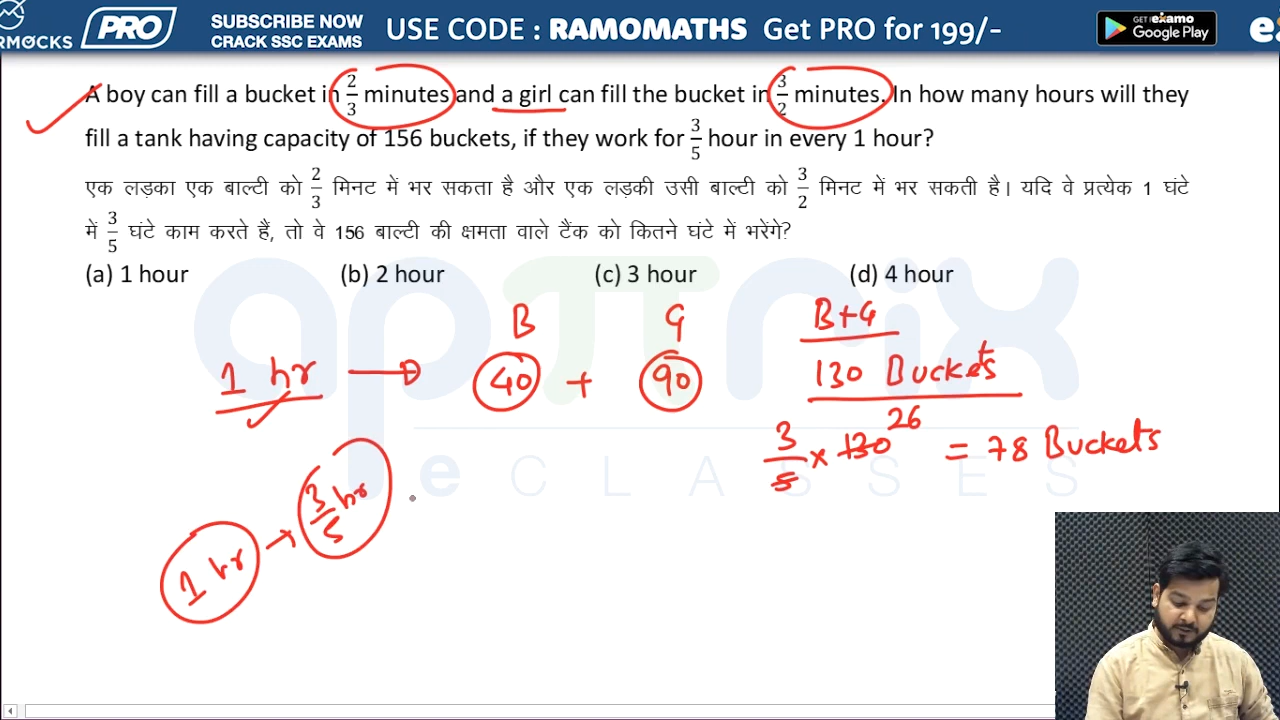 RMOCKS
PRO
SUBSCRIBE NOW
CRACK SSC EXAMS
USE CODE : RAMOMATHS Get PRO for 199/-
GET IT ON
examo
Google Play
A boy can fill a bucket in 2/3 minutes and a girl can fill the bucket in 3/2 minutes. In how many hours will they
fill a tank having capacity of 156 buckets, if they work for 3/5 hour in every 1 hour?
एक लड़का एक बाल्टी को 2/3 मिनट में भर सकता है और एक लड़की उसी बाल्टी को 3/2 मिनट में भर सकती है। यदि वे प्रत्येक 1 घंटे
में 3/5 घंटे काम करते हैं, तो वे 156 बाल्टी की क्षमता वाले टैंक को कितने घंटे में भरेंगे?
(a) 1 hour (b) 2 hour (c) 3 hour (d) 4 hour
B G B+G
1 hr → 40 + 90 130 Buckets
3/5 × 130 26 = 78 Buckets
1 hr → 3/5 hr
e CLASSES